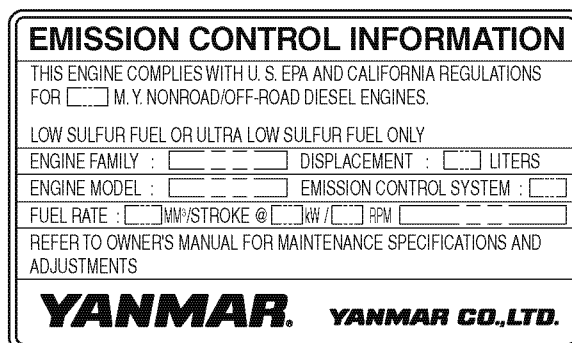 EMISSION CONTROL INFORMATION
THIS ENGINE COMPLIES WITH U. S. EPA AND CALIFORNIA REGULATIONS
FOR M. Y. NONROAD/OFF-ROAD DIESEL ENGINES.
LOW SULFUR FUEL OR ULTRA LOW SULFUR FUEL ONLY
ENGINE FAMILY : DISPLACEMENT : LITERS
ENGINE MODEL : EMISSION CONTROL SYSTEM :
FUEL RATE : MM³/STROKE @ kW / RPM
REFER TO OWNER'S MANUAL FOR MAINTENANCE SPECIFICATIONS AND
ADJUSTMENTS
YANMAR. YANMAR CO.,LTD.